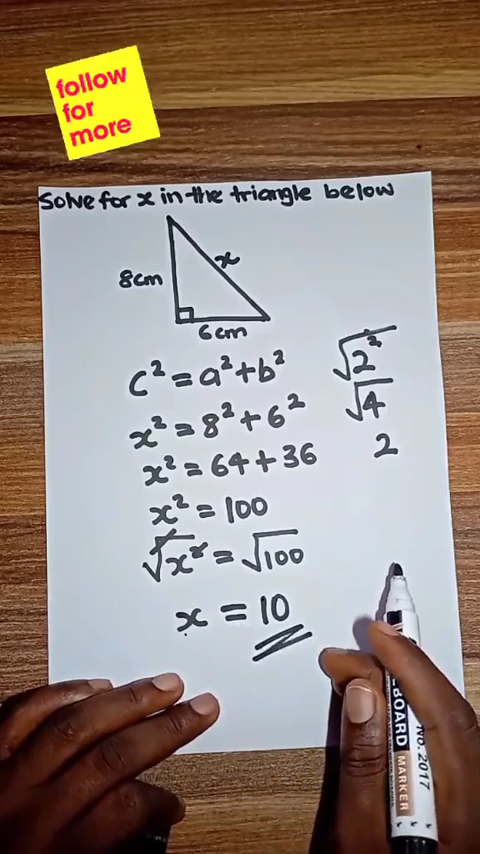 follow
for
more
Solve for x in the triangle below
8cm
x
6cm
c² = a² + b²
x² = 8² + 6²
x² = 64 + 36
x² = 100
√x² = √100
x = 10
√2²
√4
2
BOARD MARKER
No. 2017